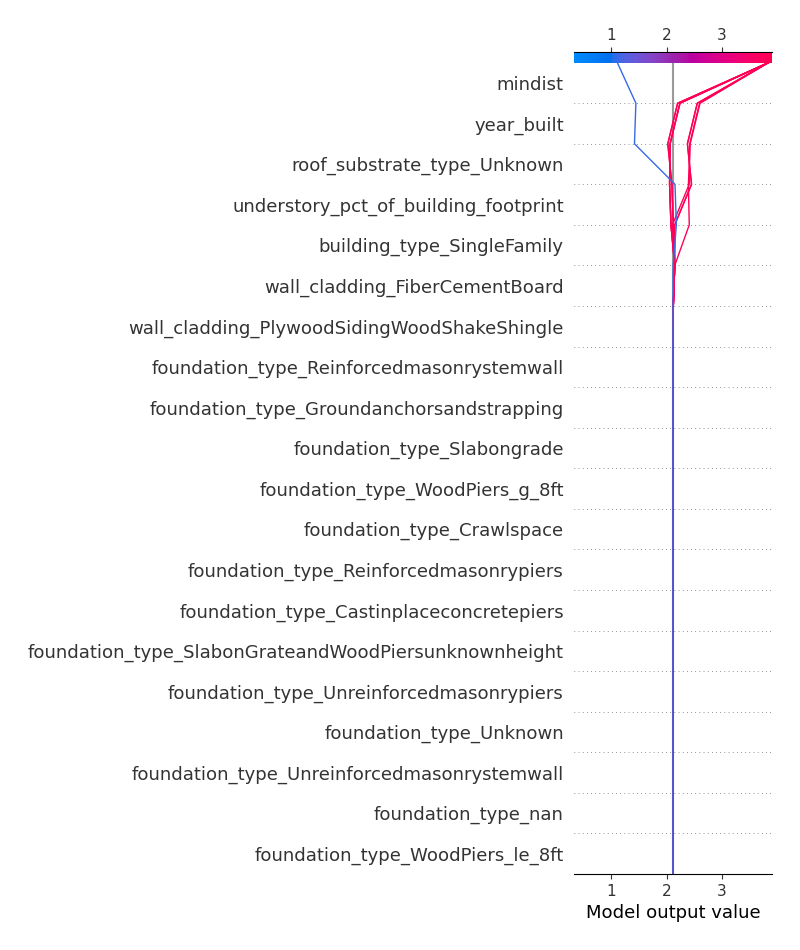 1 2 3
mindist
year_built
roof_substrate_type_Unknown
understory_pct_of_building_footprint
building_type_SingleFamily
wall_cladding_FiberCementBoard
wall_cladding_PlywoodSidingWoodShakeShingle
foundation_type_Reinforcedmasonrystemwall
foundation_type_Groundanchorsandstrapping
foundation_type_Slabongrade
foundation_type_WoodPiers_g_8ft
foundation_type_Crawlspace
foundation_type_Reinforcedmasonrypiers
foundation_type_Castinplaceconcretepiers
foundation_type_SlabonGrateandWoodPiersunknownheight
foundation_type_Unreinforcedmasonrypiers
foundation_type_Unknown
foundation_type_Unreinforcedmasonrystemwall
foundation_type_nan
foundation_type_WoodPiers_le_8ft
1 2 3
Model output value